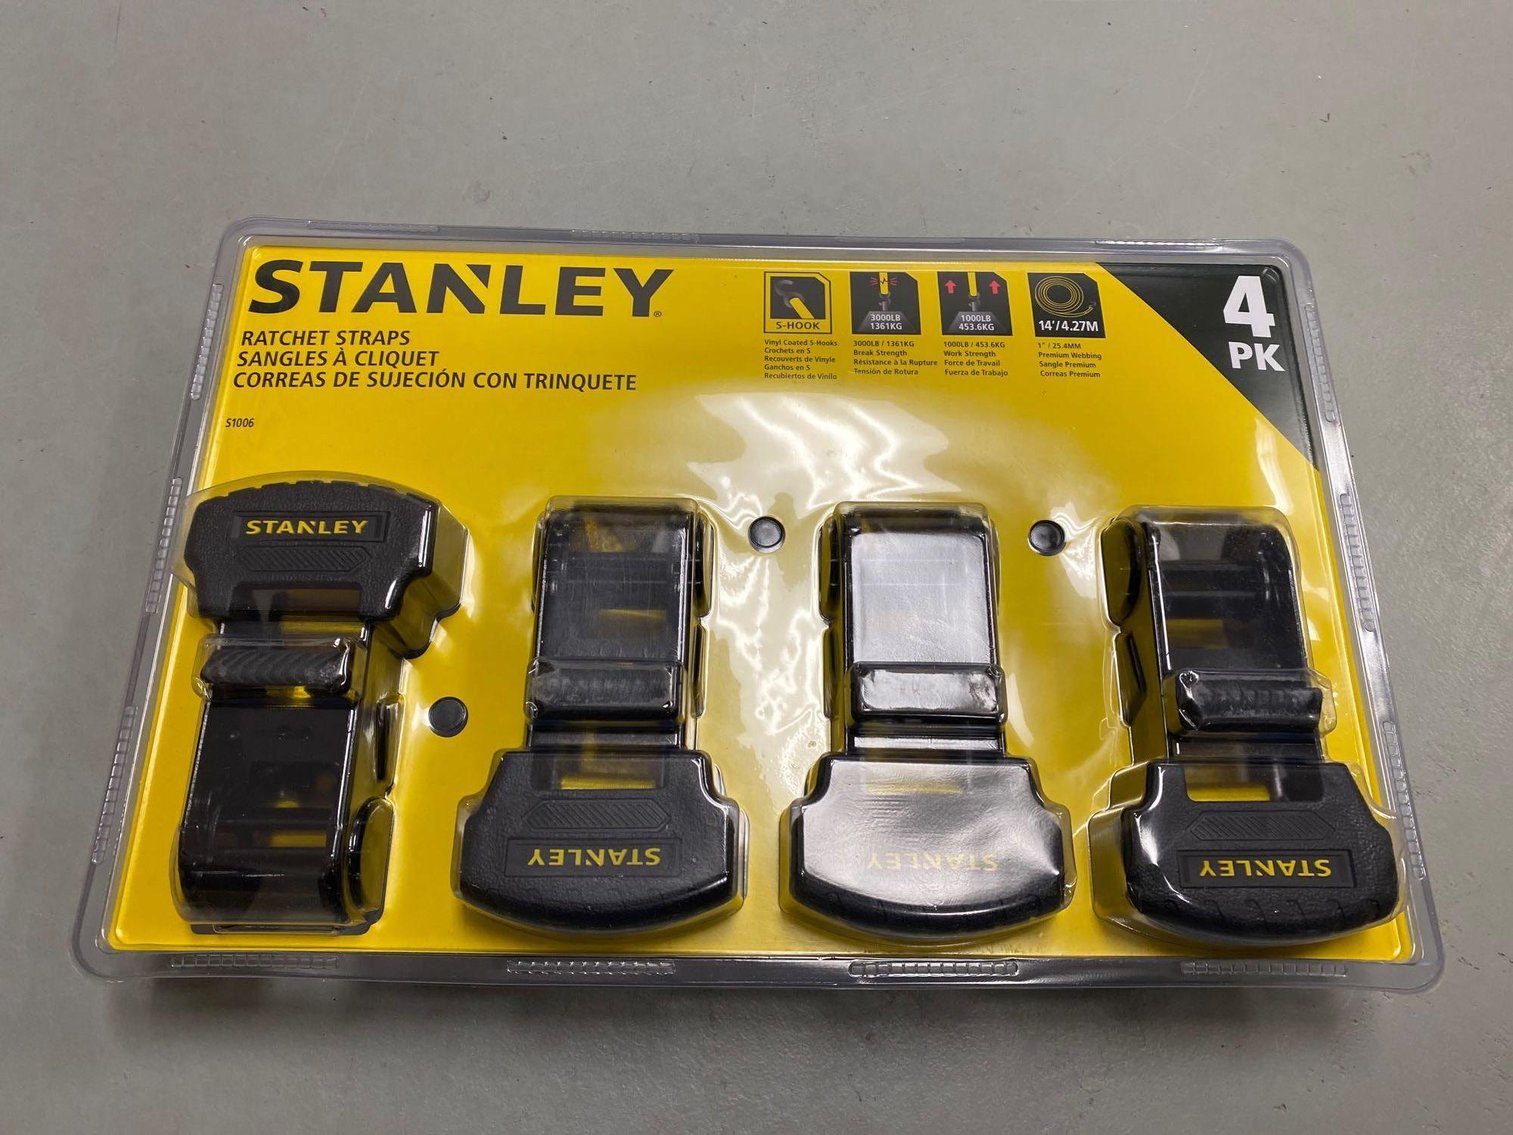 STANLEY®
RATCHET STRAPS
SANGLES À CLIQUET
CORREAS DE SUJECIÓN CON TRINQUETE
S1006
S-HOOK
Vinyl Coated S-Hooks
Crochets en S
Recouverts de Vinyle
Ganchos en S
Recubiertos de Vinilo
3000LB
1361KG
3000LB / 1361KG
Break Strength
Résistance à la Rupture
Tensión de Rotura
1000LB
453.6KG
1000LB / 453.6KG
Work Strength
Force de Travail
Fuerza de Trabajo
14'/4.27M
1" / 25.4MM
Premium Webbing
Sangle Premium
Correas Premium
4
PK
STANLEY
STANLEY
STANLEY
STANLEY